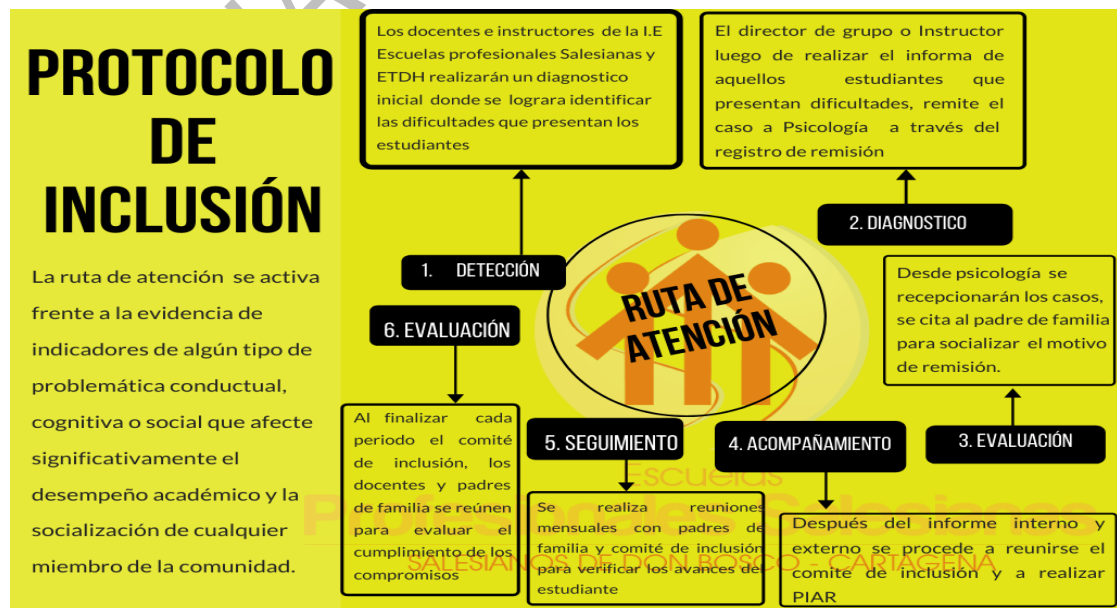 PROTOCOLO
DE
INCLUSIÓN
La ruta de atención se activa
frente a la evidencia de
indicadores de algún tipo de
problemática conductual,
cognitiva o social que afecte
significativamente el
desempeño académico y la
socialización de cualquier
miembro de la comunidad.
Los docentes e instructores de la I.E
Escuelas profesionales Salesianas y
ETDH realizarán un diagnostico
inicial donde se lograra identificar
las dificultades que presentan los
estudiantes
1. DETECCIÓN
El director de grupo o Instructor
luego de realizar el informa de
aquellos estudiantes que
presentan dificultades, remite el
caso a Psicología a través del
registro de remisión
2. DIAGNOSTICO
RUTA DE
ATENCIÓN
Desde psicología se
recepcionarán los casos,
se cita al padre de familia
para socializar el motivo
de remisión.
3. EVALUACIÓN
4. ACOMPAÑAMIENTO
Después del informe interno y
externo se procede a reunirse el
comite de inclusión y a realizar
PIAR
5. SEGUIMIENTO
Se realiza reuniones
mensuales con padres de
familia y comité de inclusión
para verificar los avances del
estudiante
6. EVALUACIÓN
Al finalizar cada
periodo el comité
de inclusión, los
docentes y padres
de familia se reúnen
para evaluar el
cumplimiento de los
compromisos
Escuelas
Profesionales Salesianas
SALESIANOS DE DON BOSCO - CARTAGENA